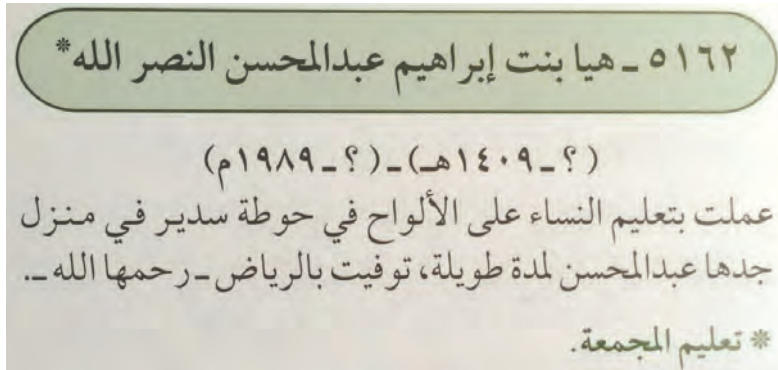 ٥١٦٢ ـ هيا بنت إبراهيم عبدالمحسن النصر الله*
(؟ ـ ١٤٠٩هـ) ـ (؟ ـ ١٩٨٩م)
عملت بتعليم النساء على الألواح في حوطة سدير في منزل
جدها عبدالمحسن لمدة طويلة، توفيت بالرياض ـ رحمها الله ـ.
* تعليم المجمعة.